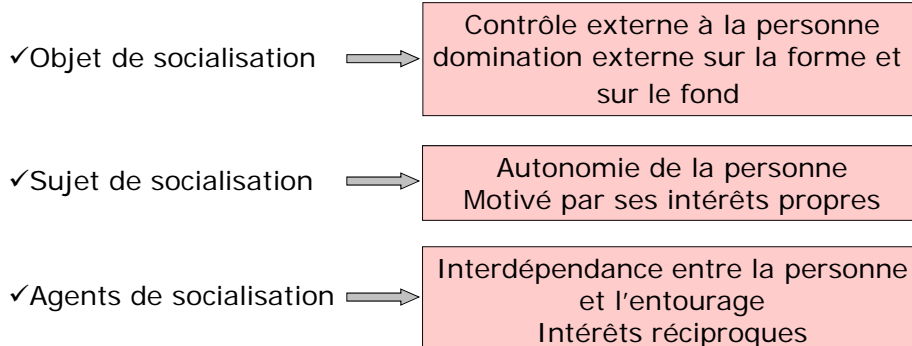 ✓Objet de socialisation
Contrôle externe à la personne
domination externe sur la forme et
sur le fond
✓Sujet de socialisation
Autonomie de la personne
Motivé par ses intérêts propres
✓Agents de socialisation
Interdépendance entre la personne
et l'entourage
Intérêts réciproques